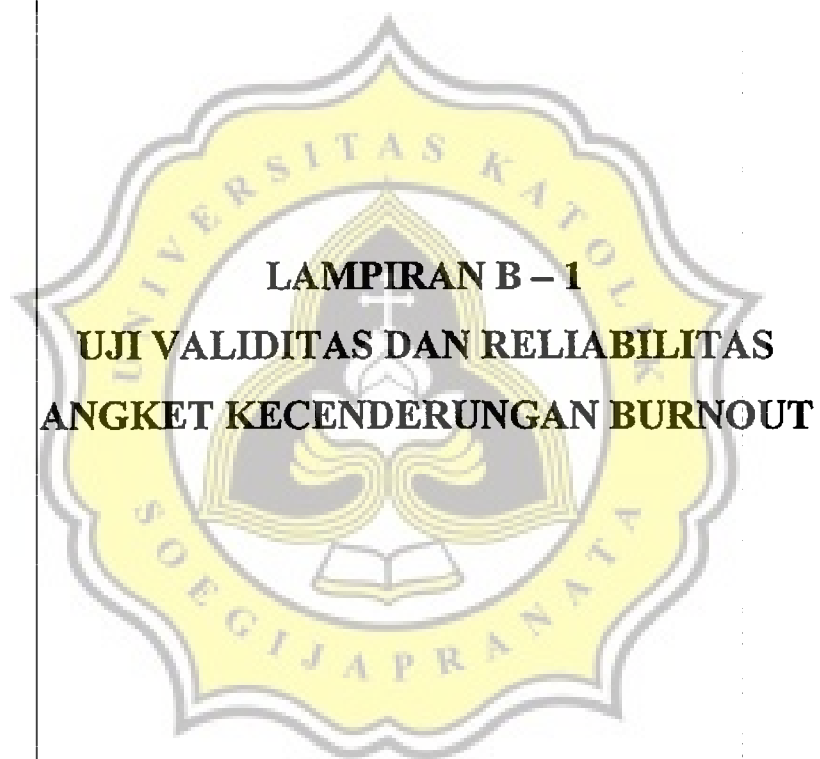 LAMPIRAN B – 1
UJI VALIDITAS DAN RELIABILITAS
ANGKET KECENDERUNGAN BURNOUT
UNIVERSITAS KATOLIK
SOEGIJAPRANATA